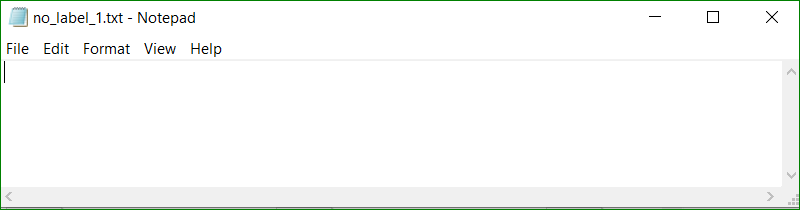 no_label_1.txt - Notepad
File Edit Format View Help